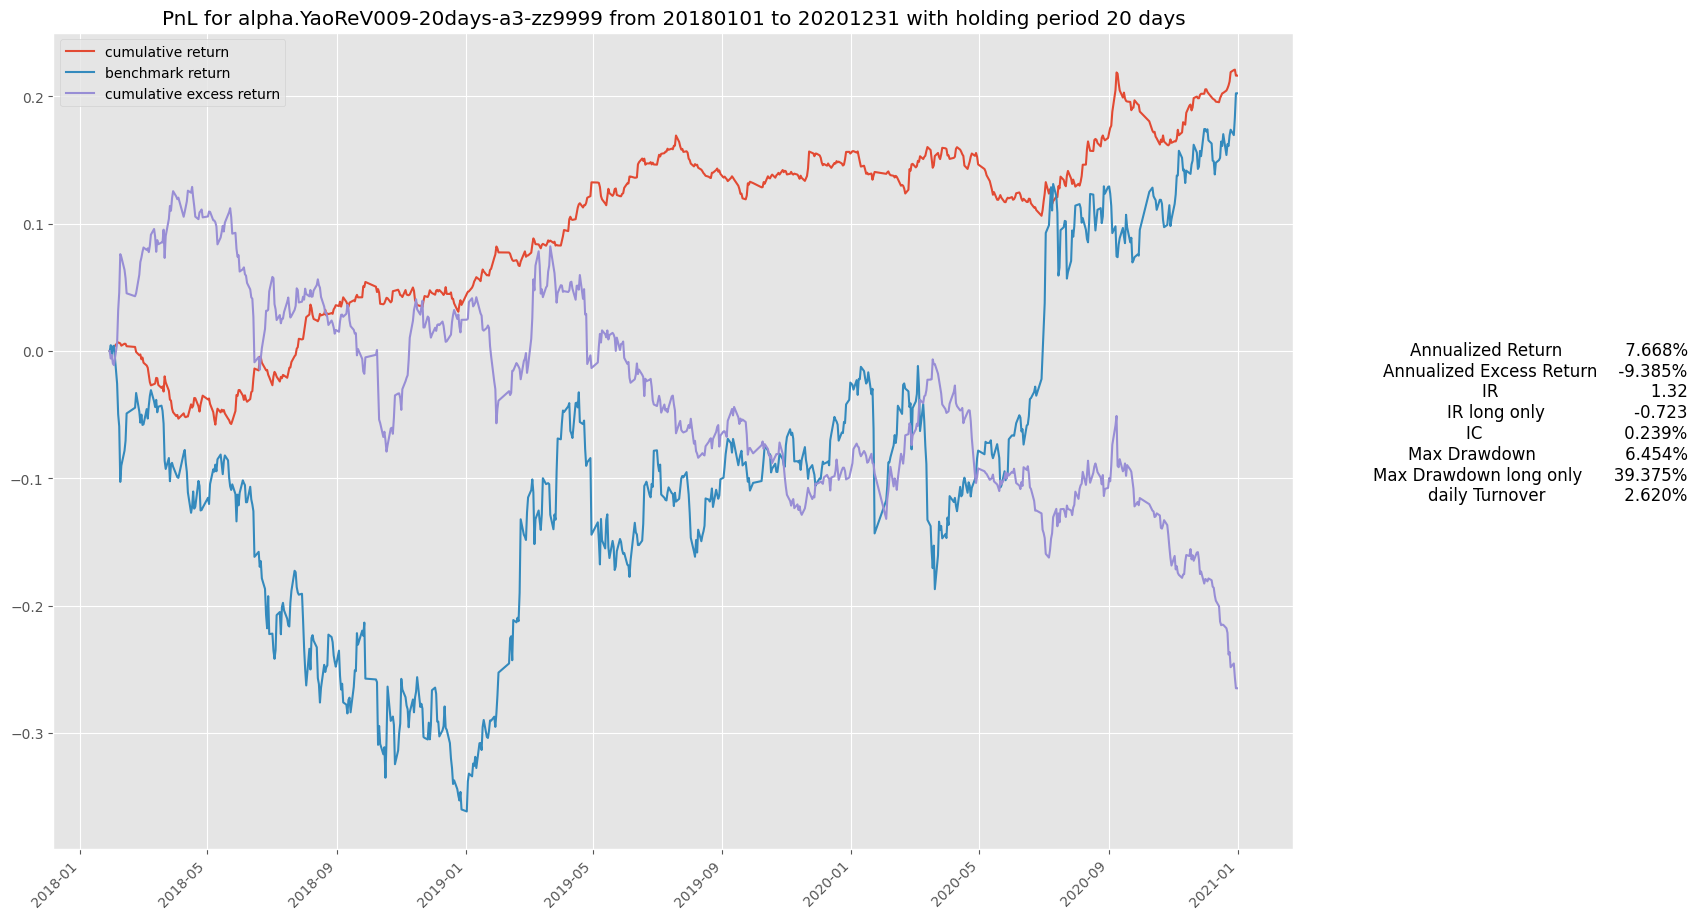 PnL for alpha.YaoReV009-20days-a3-zz9999 from 20180101 to 20201231 with holding period 20 days
cumulative return
benchmark return
cumulative excess return
0.2
0.1
0.0
−0.1
−0.2
−0.3
2018-01
2018-05
2018-09
2019-01
2019-05
2019-09
2020-01
2020-05
2020-09
2021-01
Annualized Return 7.668%
Annualized Excess Return -9.385%
IR 1.32
IR long only -0.723
IC 0.239%
Max Drawdown 6.454%
Max Drawdown long only 39.375%
daily Turnover 2.620%